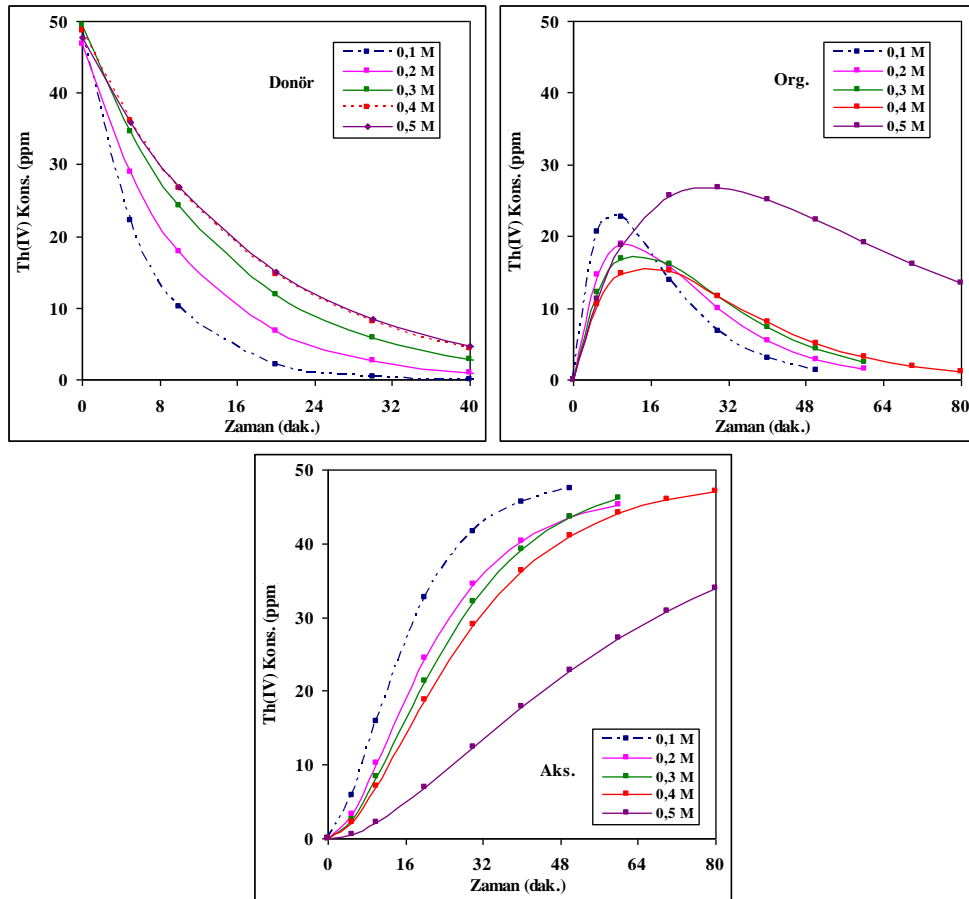 50
40
30
20
10
0
Th(IV) Kons. (ppm
0 8 16 24 32 40
Zaman (dak.)
Donör
0,1 M
0,2 M
0,3 M
0,4 M
0,5 M
50
40
30
20
10
0
Th(IV) Kons. (ppm
0 16 32 48 64 80
Zaman (dak.)
Org.
0,1 M
0,2 M
0,3 M
0,4 M
0,5 M
50
40
30
20
10
0
Th(IV) Kons. (ppm
0 16 32 48 64 80
Zaman (dak.)
Aks.
0,1 M
0,2 M
0,3 M
0,4 M
0,5 M